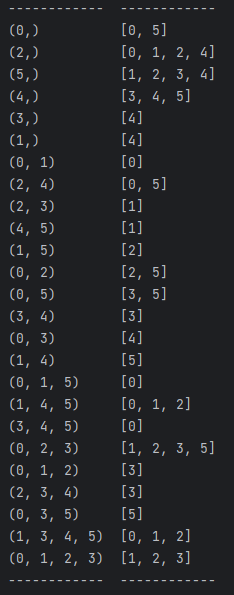 ------------  ------------
(0,)          [0, 5]
(2,)          [0, 1, 2, 4]
(5,)          [1, 2, 3, 4]
(4,)          [3, 4, 5]
(3,)          [4]
(1,)          [4]
(0, 1)        [0]
(2, 4)        [0, 5]
(2, 3)        [1]
(4, 5)        [1]
(1, 5)        [2]
(0, 2)        [2, 5]
(0, 5)        [3, 5]
(3, 4)        [3]
(0, 3)        [4]
(1, 4)        [5]
(0, 1, 5)     [0]
(1, 4, 5)     [0, 1, 2]
(3, 4, 5)     [0]
(0, 2, 3)     [1, 2, 3, 5]
(0, 1, 2)     [3]
(2, 3, 4)     [3]
(0, 3, 5)     [5]
(1, 3, 4, 5)  [0, 1, 2]
(0, 1, 2, 3)  [1, 2, 3]
------------  ------------